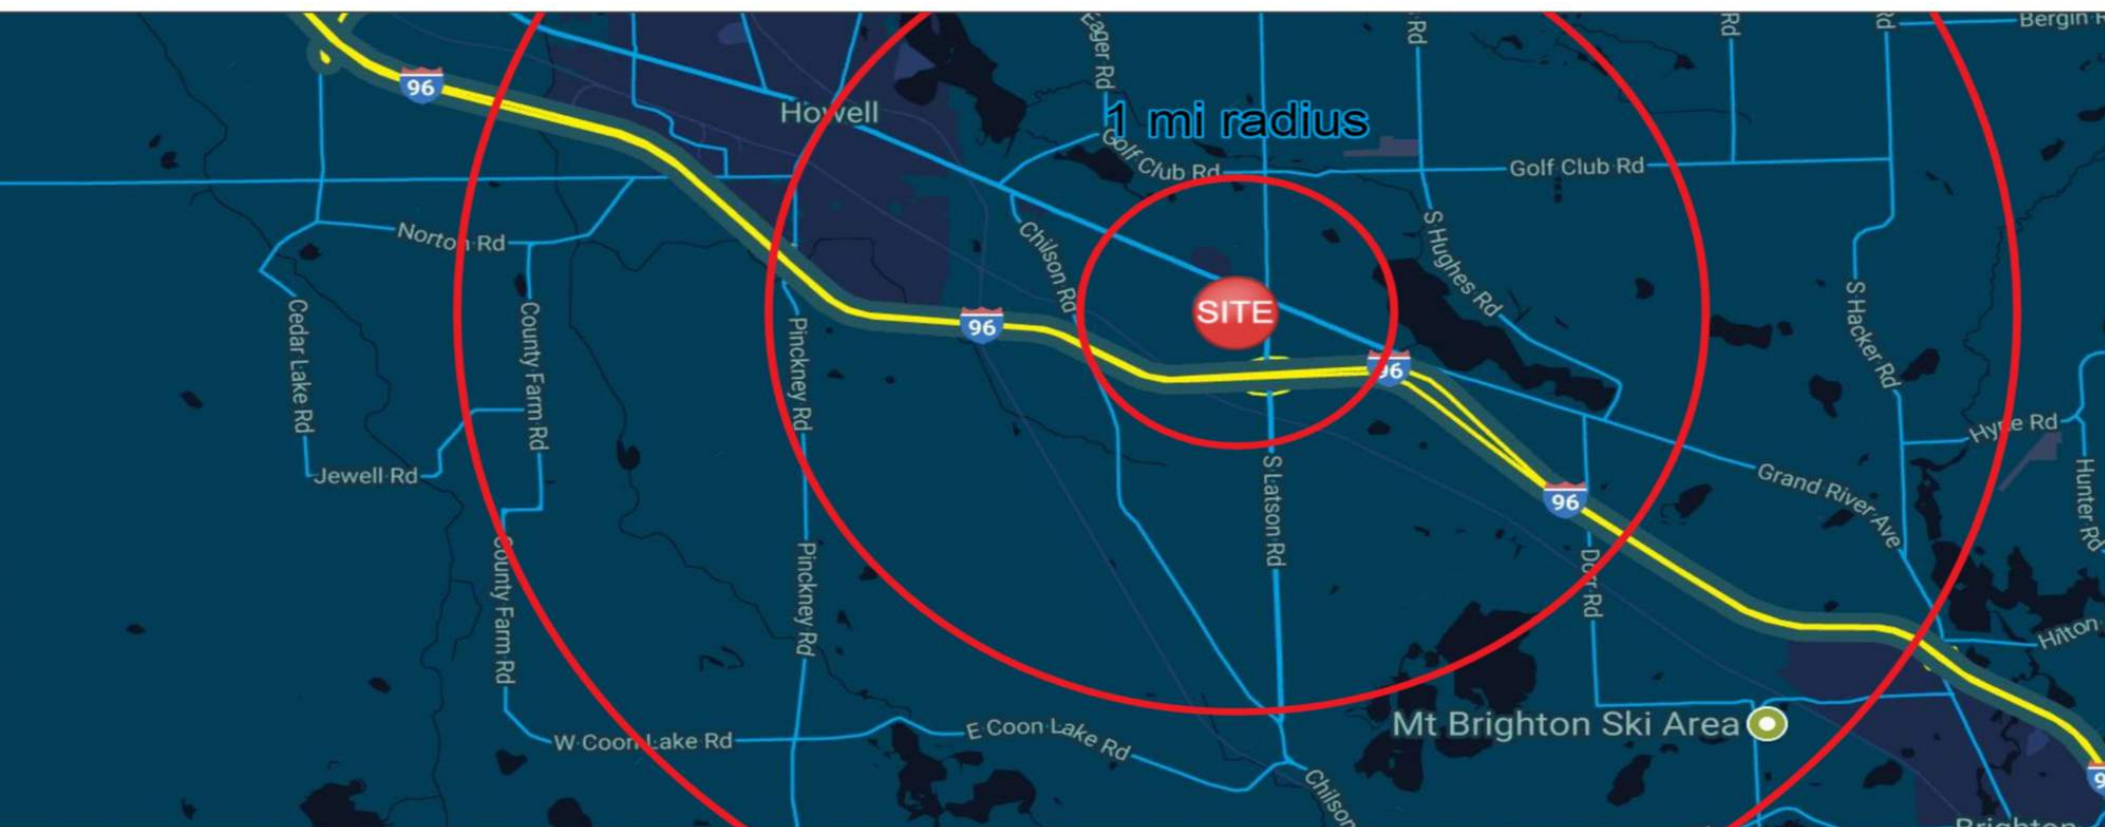 Bergin
Rd
Rd
Rd
Eager Rd
96
Howell
1 mi radius
Golf Club Rd
Golf Club Rd
Norton Rd
S Hughes Rd
Chilson Rd
Cedar Lake Rd
County Farm Rd
Pinckney Rd
96
SITE
96
S Hacker Rd
Hyne Rd
Jewell Rd
Grand River Ave
Hunter Rd
96
S Latson Rd
County Farm Rd
Pinckney Rd
Dorr Rd
Hilton
W Coon Lake Rd
E Coon Lake Rd
Mt Brighton Ski Area
Chilson
9
Brighton